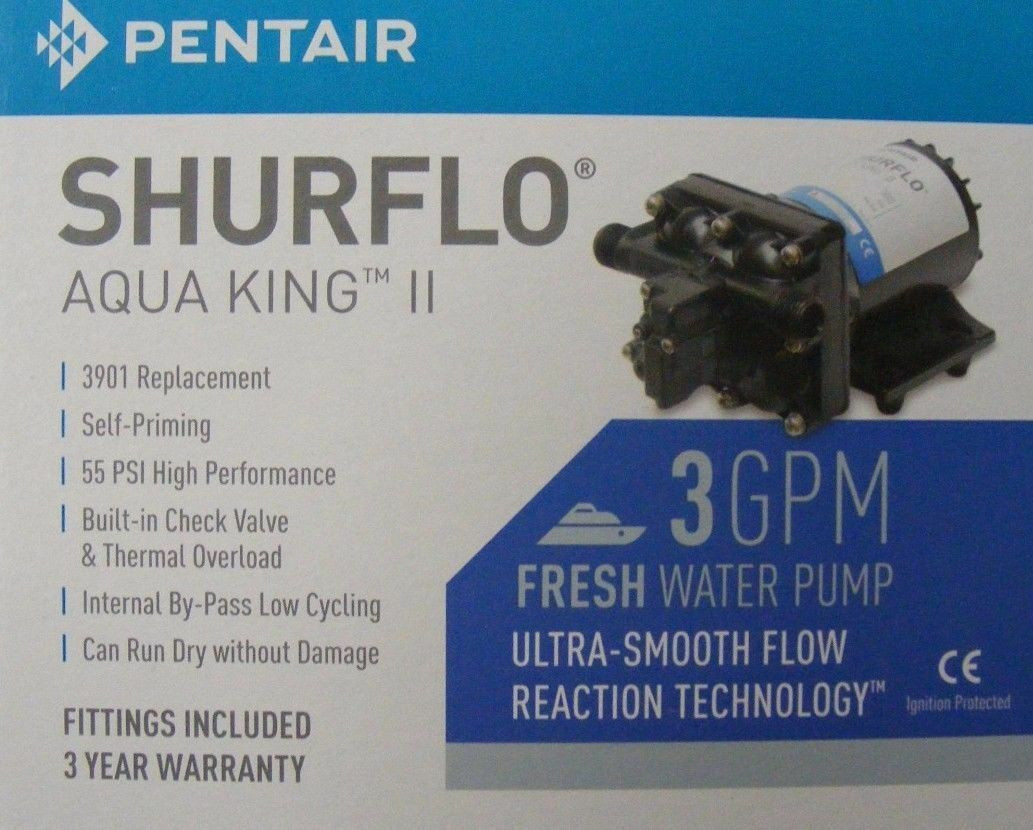 PENTAIR
SHURFLO®
AQUA KING™ II
3901 Replacement
Self-Priming
55 PSI High Performance
Built-in Check Valve
& Thermal Overload
Internal By-Pass Low Cycling
Can Run Dry without Damage
FITTINGS INCLUDED
3 YEAR WARRANTY
SHURFLO
CE
3 GPM
FRESH WATER PUMP
ULTRA-SMOOTH FLOW
REACTION TECHNOLOGY™
CE
Ignition Protected